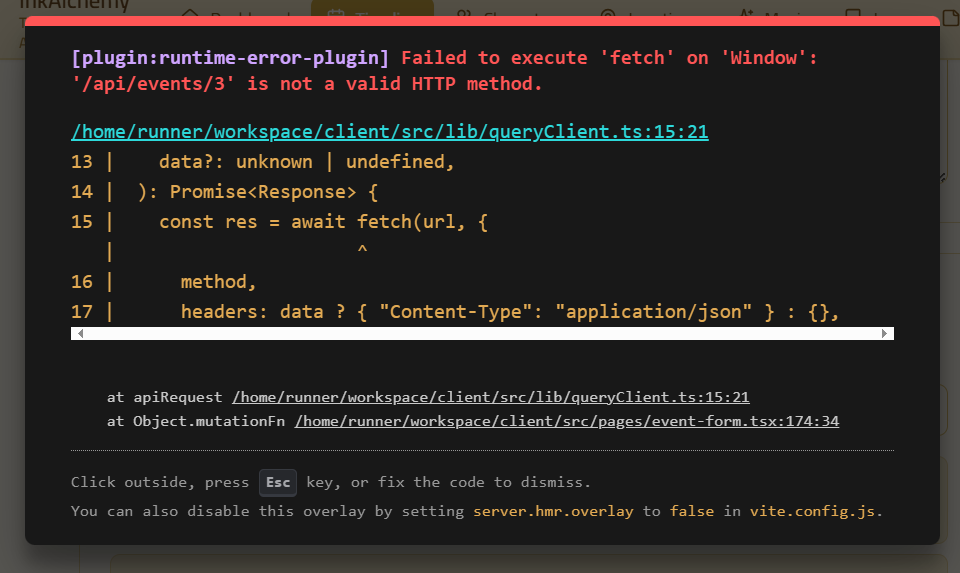 InkAlchemy
[plugin:runtime-error-plugin] Failed to execute 'fetch' on 'Window':
'/api/events/3' is not a valid HTTP method.
/home/runner/workspace/client/src/lib/queryClient.ts:15:21
13 |    data?: unknown | undefined,
14 |  ): Promise<Response> {
15 |    const res = await fetch(url, {
   |                      ^
16 |      method,
17 |      headers: data ? { "Content-Type": "application/json" } : {},
at apiRequest /home/runner/workspace/client/src/lib/queryClient.ts:15:21
at Object.mutationFn /home/runner/workspace/client/src/pages/event-form.tsx:174:34
Click outside, press Esc key, or fix the code to dismiss.
You can also disable this overlay by setting server.hmr.overlay to false in vite.config.js.